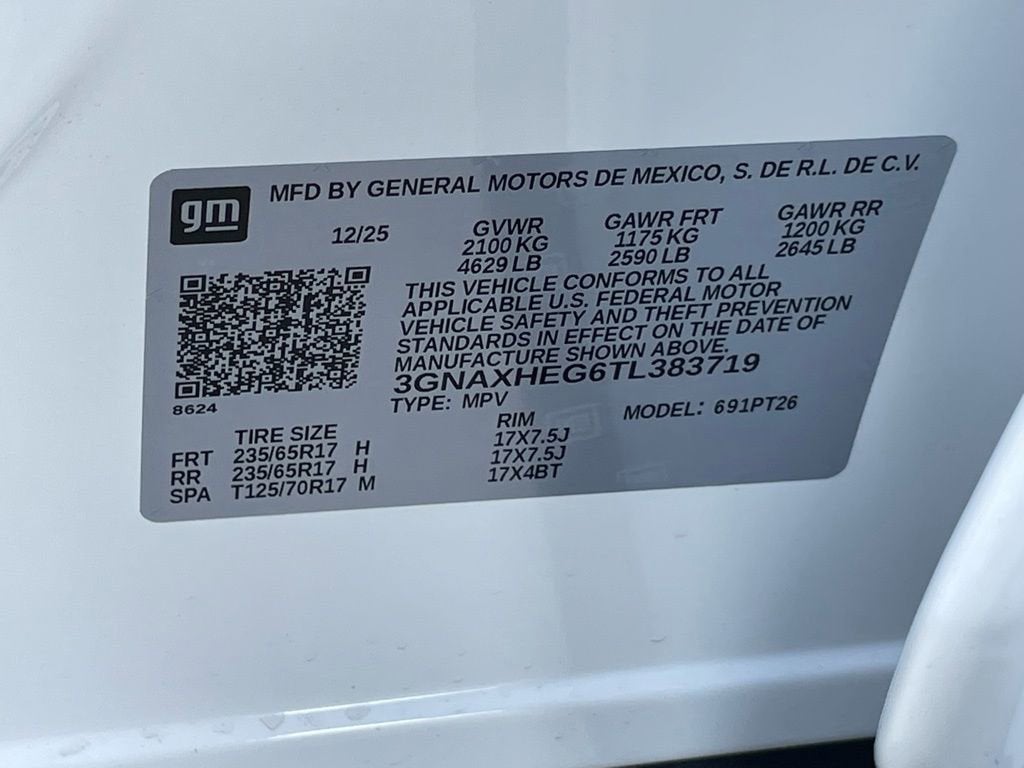 gm
MFD BY GENERAL MOTORS DE MEXICO, S. DE R.L. DE C.V.
12/25
GVWR
2100 KG
4629 LB
GAWR FRT
1175 KG
2590 LB
GAWR RR
1200 KG
2645 LB
THIS VEHICLE CONFORMS TO ALL
APPLICABLE U.S. FEDERAL MOTOR
VEHICLE SAFETY AND THEFT PREVENTION
STANDARDS IN EFFECT ON THE DATE OF
MANUFACTURE SHOWN ABOVE.
3GNAXHEG6TL383719
8624
TYPE: MPV
MODEL: 691PT26
TIRE SIZE RIM
FRT 235/65R17 H 17X7.5J
RR 235/65R17 H 17X7.5J
SPA T125/70R17 M 17X4BT